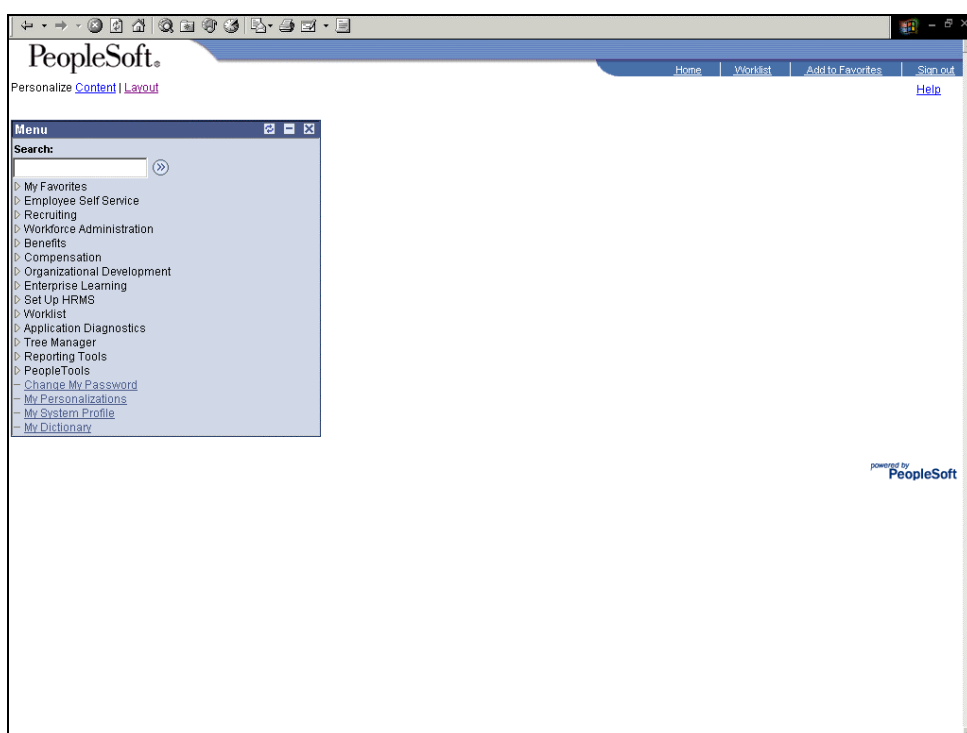 PeopleSoft.
Home Worklist Add to Favorites Sign out
Personalize Content | Layout
Help
Menu
Search:
My Favorites
Employee Self Service
Recruiting
Workforce Administration
Benefits
Compensation
Organizational Development
Enterprise Learning
Set Up HRMS
Worklist
Application Diagnostics
Tree Manager
Reporting Tools
PeopleTools
Change My Password
My Personalizations
My System Profile
My Dictionary
powered by
PeopleSoft